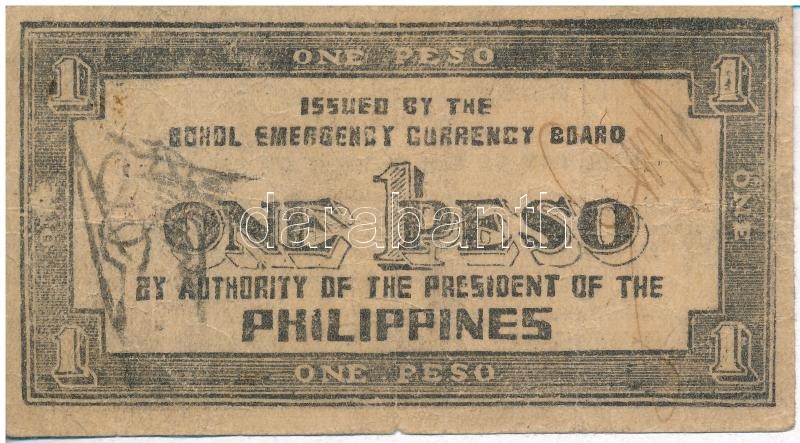 ONE PESO
1 1
ISSUED BY THE
BOHOL EMERGENCY CURRENCY BOARD
1
ONE PESO
darabanth
BY AUTHORITY OF THE PRESIDENT OF THE
PHILIPPINES
ONE
1 1
ONE PESO